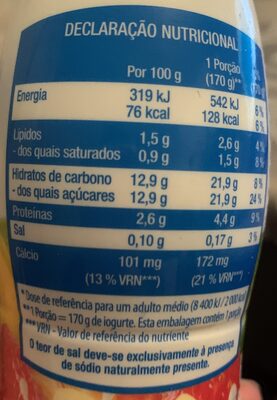 DECLARAÇÃO NUTRICIONAL
Por 100 g 1 Porção (170 g)**
Energia 319 kJ 542 kJ 6 %
76 kcal 128 kcal 6 %
Lípidos 1,5 g 2,6 g 4 %
- dos quais saturados 0,9 g 1,5 g 8 %
Hidratos de carbono 12,9 g 21,9 g 8 %
- dos quais açúcares 12,9 g 21,9 g 24 %
Proteínas 2,6 g 4,4 g 9 %
Sal 0,10 g 0,17 g 3 %
Cálcio 101 mg 172 mg
(13 % VRN***) (21 % VRN***)
* Dose de referência para um adulto médio (8 400 kJ / 2 000 kcal)
**1 Porção = 170 g de iogurte. Esta embalagem contém 1 porção
***VRN - Valor de referência do nutriente
O teor de sal deve-se exclusivamente à presença
de sódio naturalmente presente.